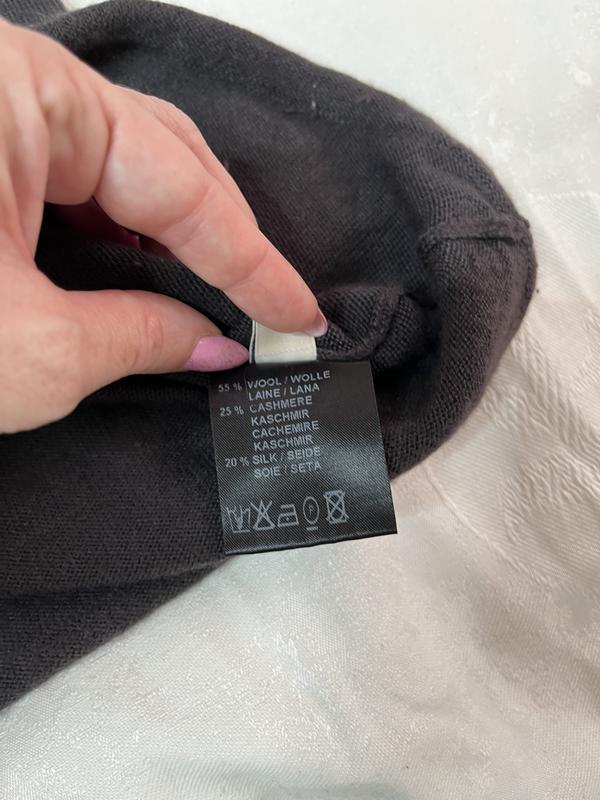 55 % WOOL / WOLLE
LAINE / LANA
25 % CASHMERE
KASCHMIR
CACHEMIRE
KASCHMIR
20 % SILK / SEIDE
SOIE / SETA
P